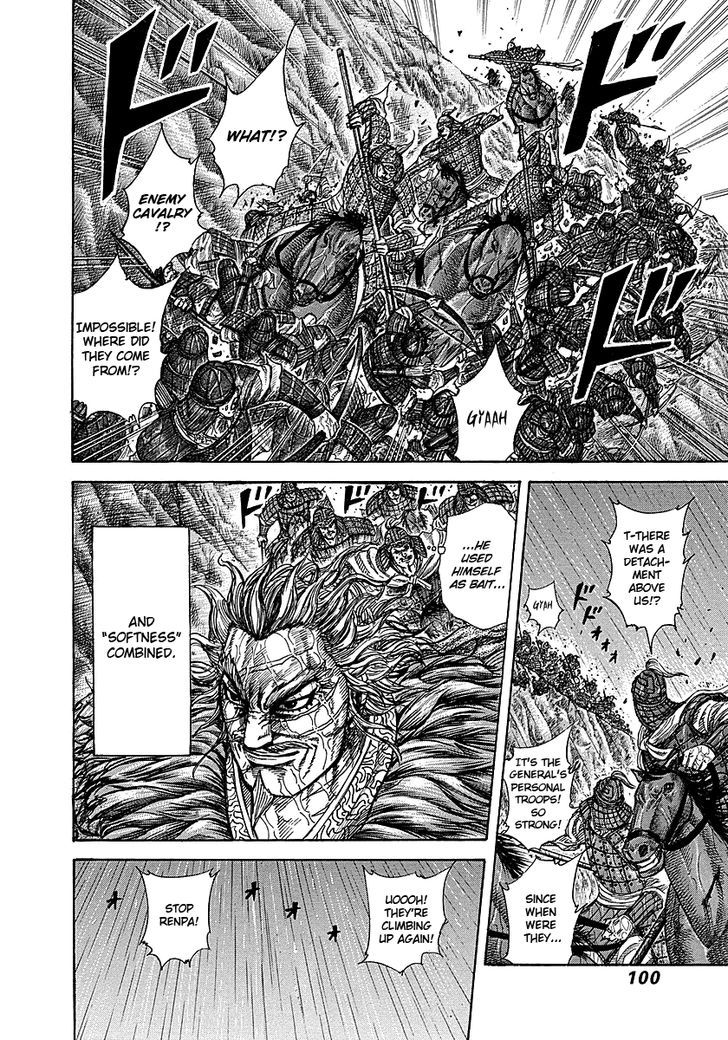 ドドドド
WHAT!?
ENEMY
CAVALRY
!?
IMPOSSIBLE!
WHERE DID
THEY COME
FROM!?
GYAAH
T-THERE
WAS A
DETACH-
MENT
ABOVE
US!?
GYAH
ドドド
IT'S THE
GENERAL'S
PERSONAL
TROOPS!
SO
STRONG!
SINCE
WHEN
WERE
THEY...
ドドド
...HE
USED
HIMSELF
AS BAIT...
AND
"SOFTNESS"
COMBINED.
UOOOH!
THEY'RE
CLIMBING
UP AGAIN!
STOP
RENPA!
100